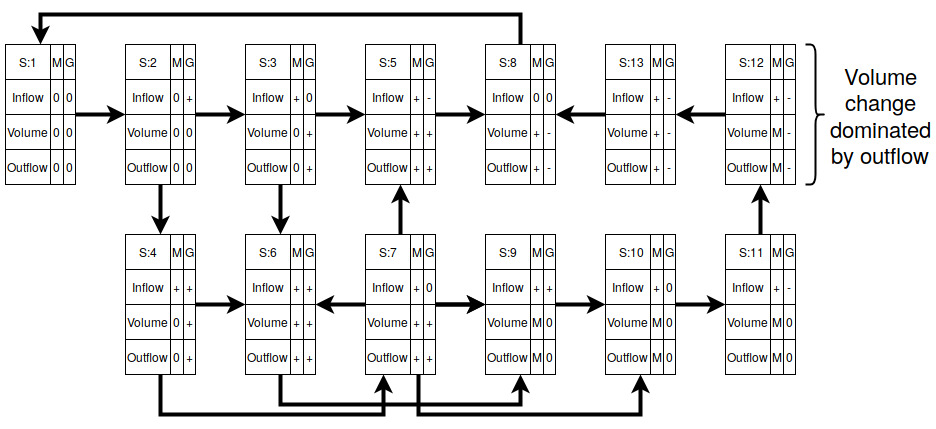 S:1 M G
Inflow 0 0
Volume 0 0
Outflow 0 0
S:2 M G
Inflow 0 +
Volume 0 0
Outflow 0 0
S:3 M G
Inflow + 0
Volume 0 +
Outflow 0 +
S:5 M G
Inflow + -
Volume + +
Outflow + +
S:8 M G
Inflow 0 0
Volume + -
Outflow + -
S:13 M G
Inflow + -
Volume + -
Outflow + -
S:12 M G
Inflow + -
Volume M -
Outflow M -
Volume
change
dominated
by outflow
S:4 M G
Inflow + +
Volume 0 +
Outflow 0 +
S:6 M G
Inflow + +
Volume + +
Outflow + +
S:7 M G
Inflow + 0
Volume + +
Outflow + +
S:9 M G
Inflow + +
Volume M 0
Outflow M 0
S:10 M G
Inflow + 0
Volume M 0
Outflow M 0
S:11 M G
Inflow + -
Volume M 0
Outflow M 0